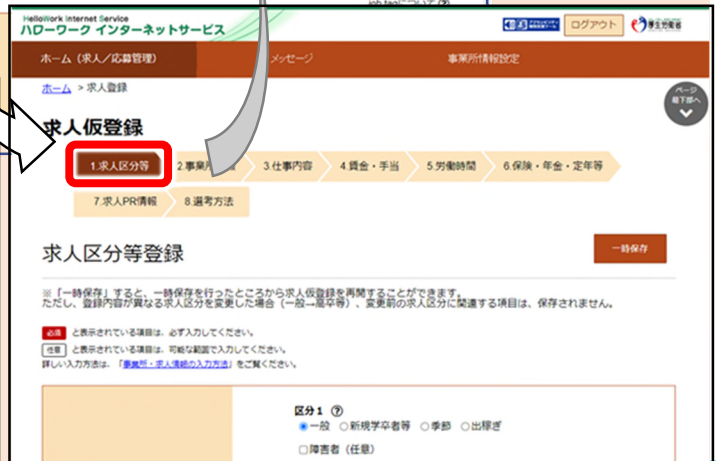 job tagについて(?)
HelloWork Internet Service
ハローワーク インターネットサービス
ログアウト
厚生労働省
ホーム(求人/応募管理)
メッセージ
事業所情報設定
ホーム > 求人登録
ページ
最下部へ
求人仮登録
1.求人区分等
2.事業所
3.仕事内容
4.賃金・手当
5.労働時間
6.保険・年金・定年等
7.求人PR情報
8.選考方法
求人区分等登録
一時保存
※「一時保存」すると、一時保存を行ったところから求人仮登録を再開することができます。
ただし、登録内容が異なる求人区分を変更した場合(一般→高卒等)、変更前の求人区分に関連する項目は、保存されません。
必須 と表示されている項目は、必ず入力してください。
任意 と表示されている項目は、可能な範囲で入力してください。
詳しい入力方法は、「事業所・求人情報の入力方法」をご覧ください。
区分1 ?
一般 新規学卒者等 季節 出稼ぎ
障害者(任意)